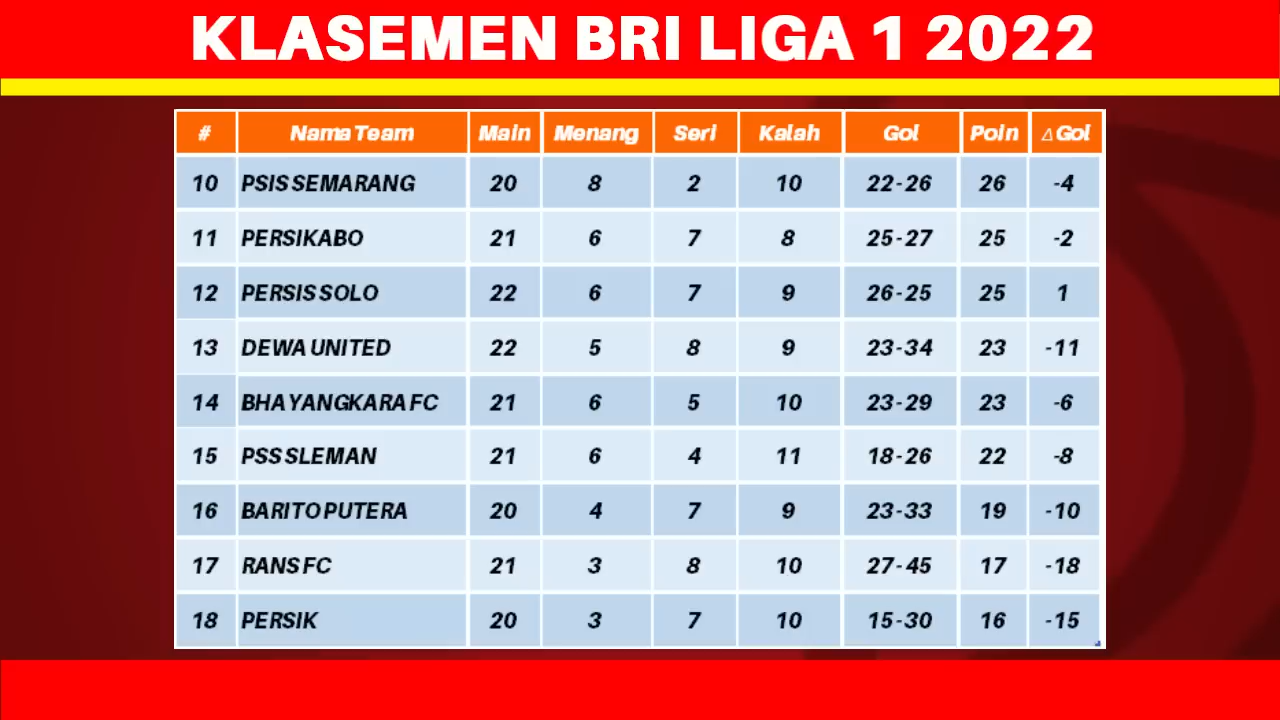 KLASEMEN BRI LIGA 1 2022
# Nama Team Main Menang Seri Kalah Gol Poin △ Gol
10 PSIS SEMARANG 20 8 2 10 22-26 26 -4
11 PERSIKABO 21 6 7 8 25-27 25 -2
12 PERSIS SOLO 22 6 7 9 26-25 25 1
13 DEWA UNITED 22 5 8 9 23-34 23 -11
14 BHAYANGKARA FC 21 6 5 10 23-29 23 -6
15 PSS SLEMAN 21 6 4 11 18-26 22 -8
16 BARITO PUTERA 20 4 7 9 23-33 19 -10
17 RANS FC 21 3 8 10 27-45 17 -18
18 PERSIK 20 3 7 10 15-30 16 -15